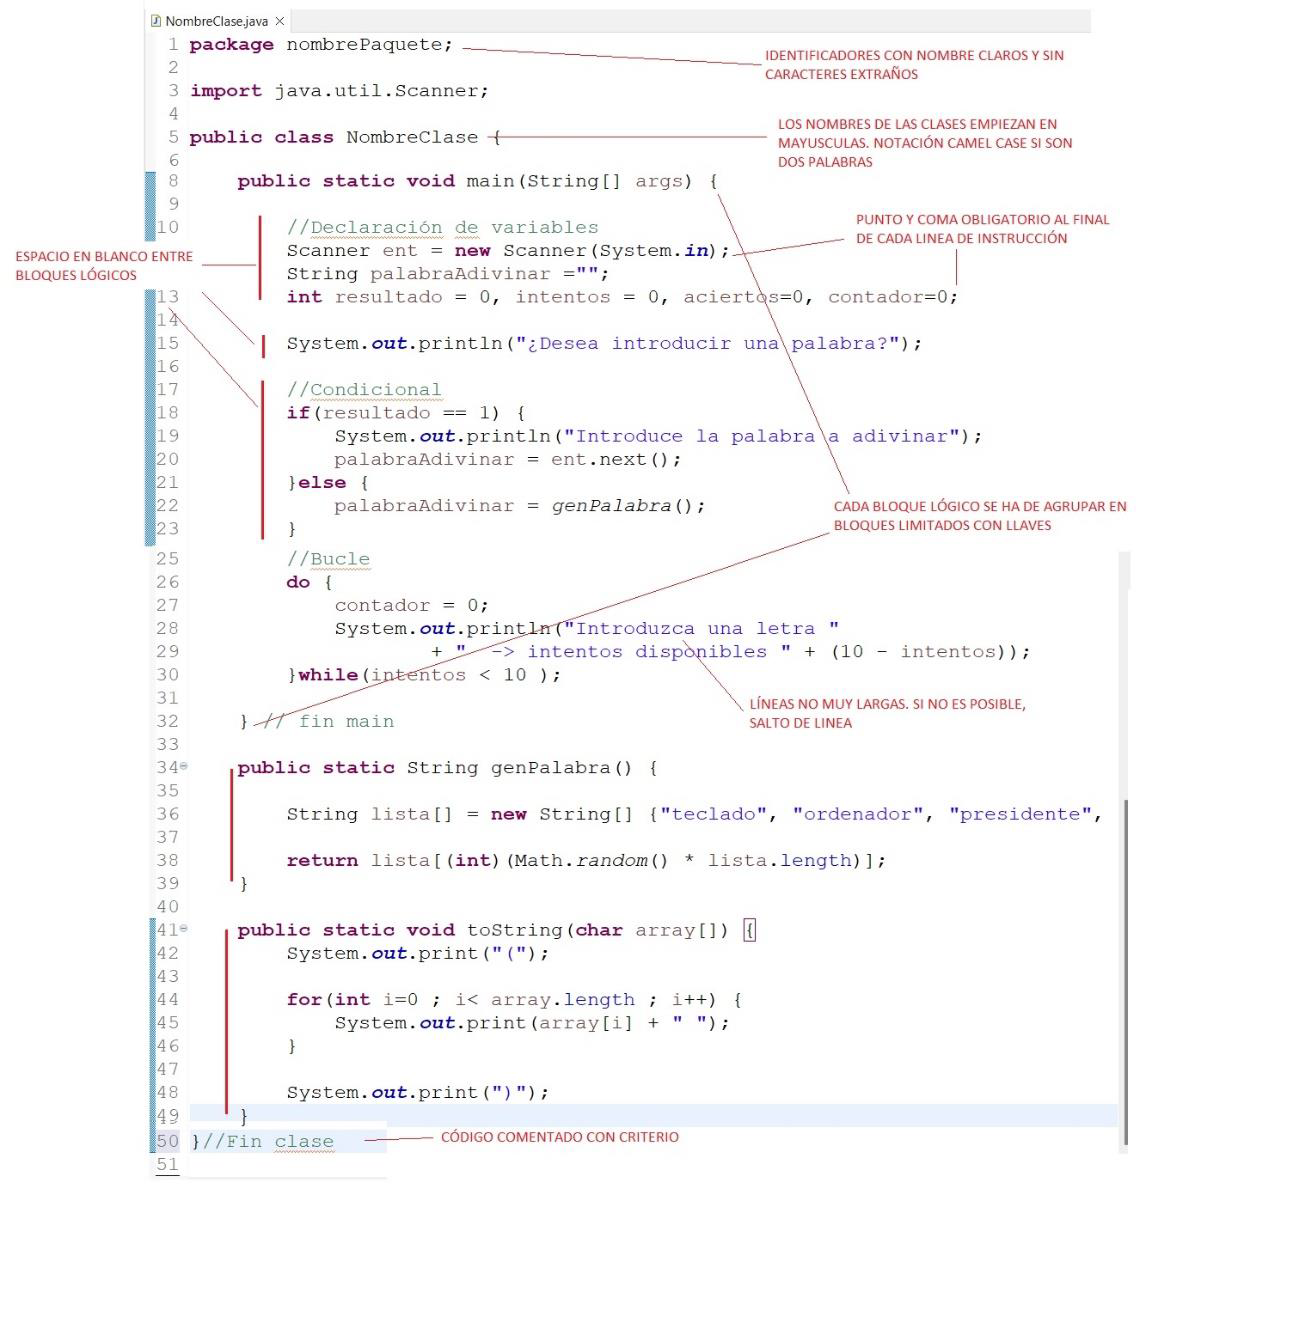 NombreClase.java
1 package nombrePaquete;
IDENTIFICADORES CON NOMBRE CLAROS Y SIN
CARACTERES EXTRAÑOS
2
3 import java.util.Scanner;
4
5 public class NombreClase {
LOS NOMBRES DE LAS CLASES EMPIEZAN EN
MAYUSCULAS. NOTACIÓN CAMEL CASE SI SON
DOS PALABRAS
6
8 public static void main(String[] args) {
9
10 //Declaración de variables
Scanner ent = new Scanner(System.in);
String palabraAdivinar ="";
13 int resultado = 0, intentos = 0, aciertos=0, contador=0;
PUNTO Y COMA OBLIGATORIO AL FINAL
DE CADA LINEA DE INSTRUCCIÓN
ESPACIO EN BLANCO ENTRE
BLOQUES LÓGICOS
14
15 System.out.println("¿Desea introducir una palabra?");
16
17 //Condicional
18 if(resultado == 1) {
19 System.out.println("Introduce la palabra a adivinar");
20 palabraAdivinar = ent.next();
21 }else {
22 palabraAdivinar = genPalabra();
23 }
CADA BLOQUE LÓGICO SE HA DE AGRUPAR EN
BLOQUES LIMITADOS CON LLAVES
25 //Bucle
26 do {
27 contador = 0;
28 System.out.println("Introduzca una letra "
29 + "  -> intentos disponibles " + (10 - intentos));
30 }while(intentos < 10 );
31
LÍNEAS NO MUY LARGAS. SI NO ES POSIBLE,
SALTO DE LINEA
32 } // fin main
33
34 public static String genPalabra() {
35
36 String lista[] = new String[] {"teclado", "ordenador", "presidente",
37
38 return lista[(int)(Math.random() * lista.length)];
39 }
40
41 public static void toString(char array[]) {
42 System.out.print("(");
43
44 for(int i=0 ; i< array.length ; i++) {
45 System.out.print(array[i] + " ");
46 }
47
48 System.out.print(")");
49 }
50 }//Fin clase
CÓDIGO COMENTADO CON CRITERIO
51